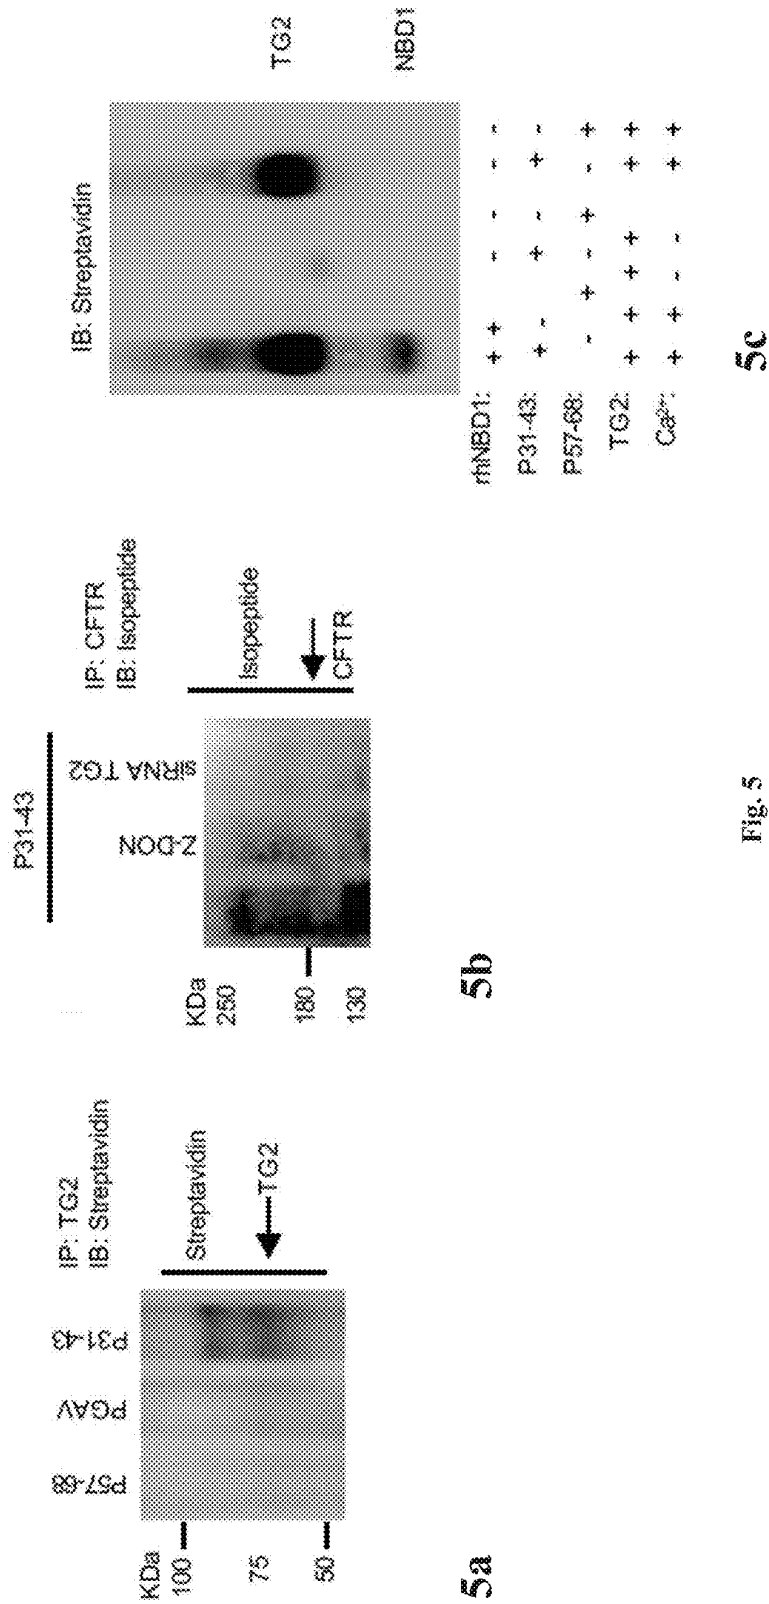 IP: TG2
IB: Streptavidin
P57-68
PGAV
P31-43
KDa
100
75
50
Streptavidin
TG2
5a
P31-43
Z-DON
siRNA TG2
IP: CFTR
IB: Isopeptide
KDa
250
180
130
Isopeptide
CFTR
5b
IB: Streptavidin
TG2
NBD1
rhNBD1: + + - - - -
P31-43: + - + - + -
P57-68: - + - + - +
TG2: + + + + + +
Ca²⁺: + + - - + +
5c
Fig. 5